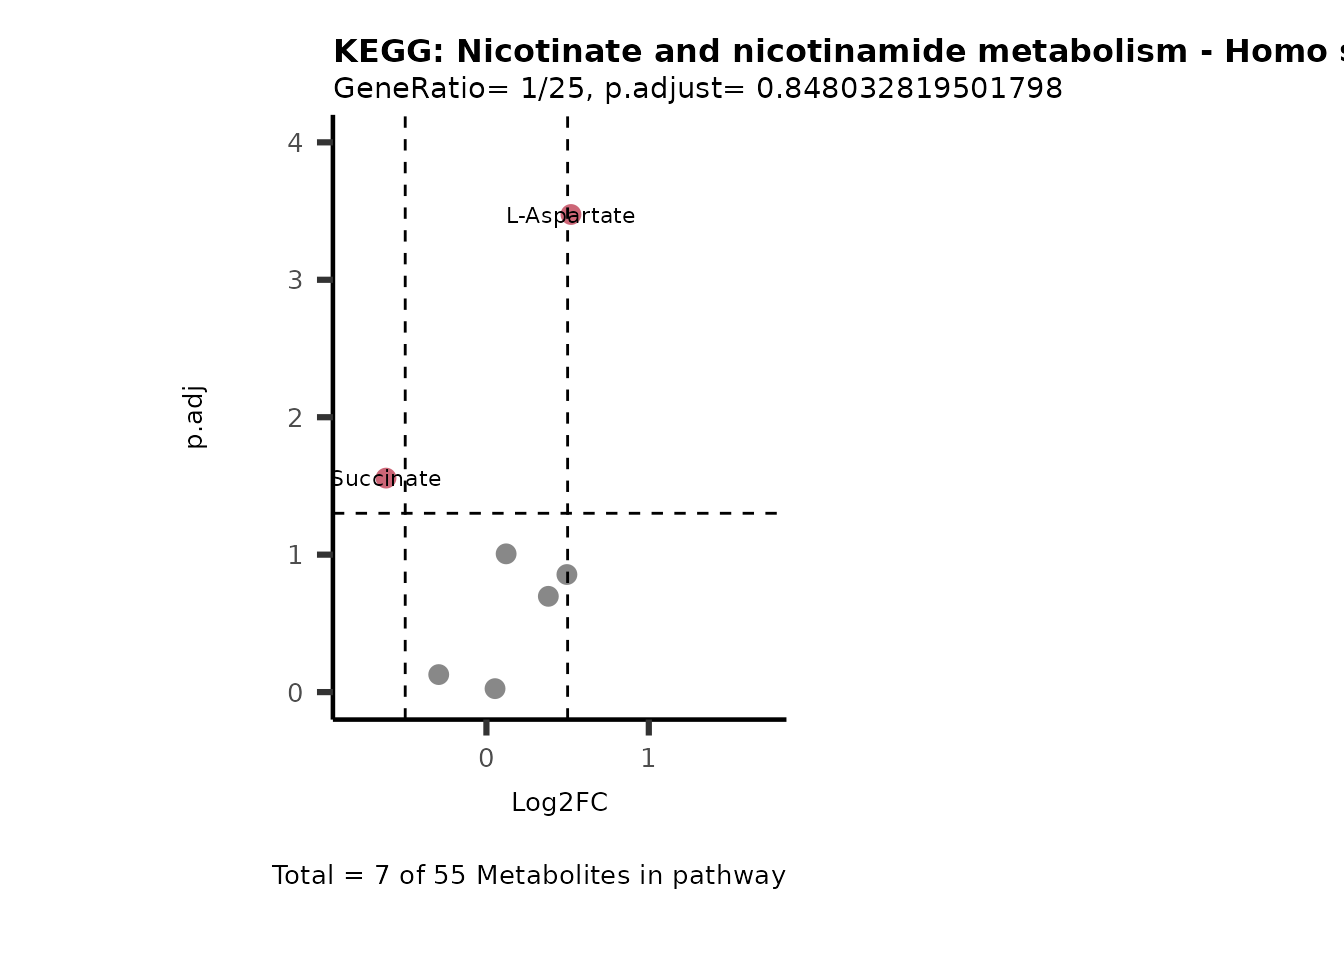 KEGG: Nicotinate and nicotinamide metabolism - Homo
GeneRatio= 1/25, p.adjust= 0.848032819501798
4
L-Aspartate
3
p.adj
2
Succinate
1
0
0 1
Log2FC
Total = 7 of 55 Metabolites in pathway